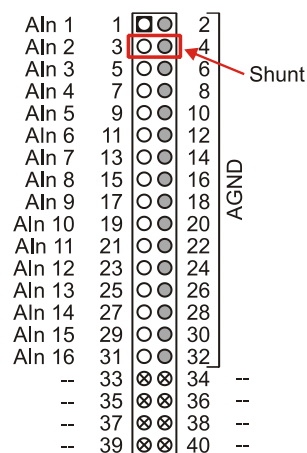 AIn 1 1 2
AIn 2 3 4
AIn 3 5 6
Shunt
AIn 4 7 8
AIn 5 9 10
AIn 6 11 12
AIn 7 13 14
AIn 8 15 16
AIn 9 17 18
AIn 10 19 20
AIn 11 21 22
AIn 12 23 24
AIn 13 25 26
AIn 14 27 28
AIn 15 29 30
AIn 16 31 32
AGND
-- 33 34 --
-- 35 36 --
-- 37 38 --
-- 39 40 --